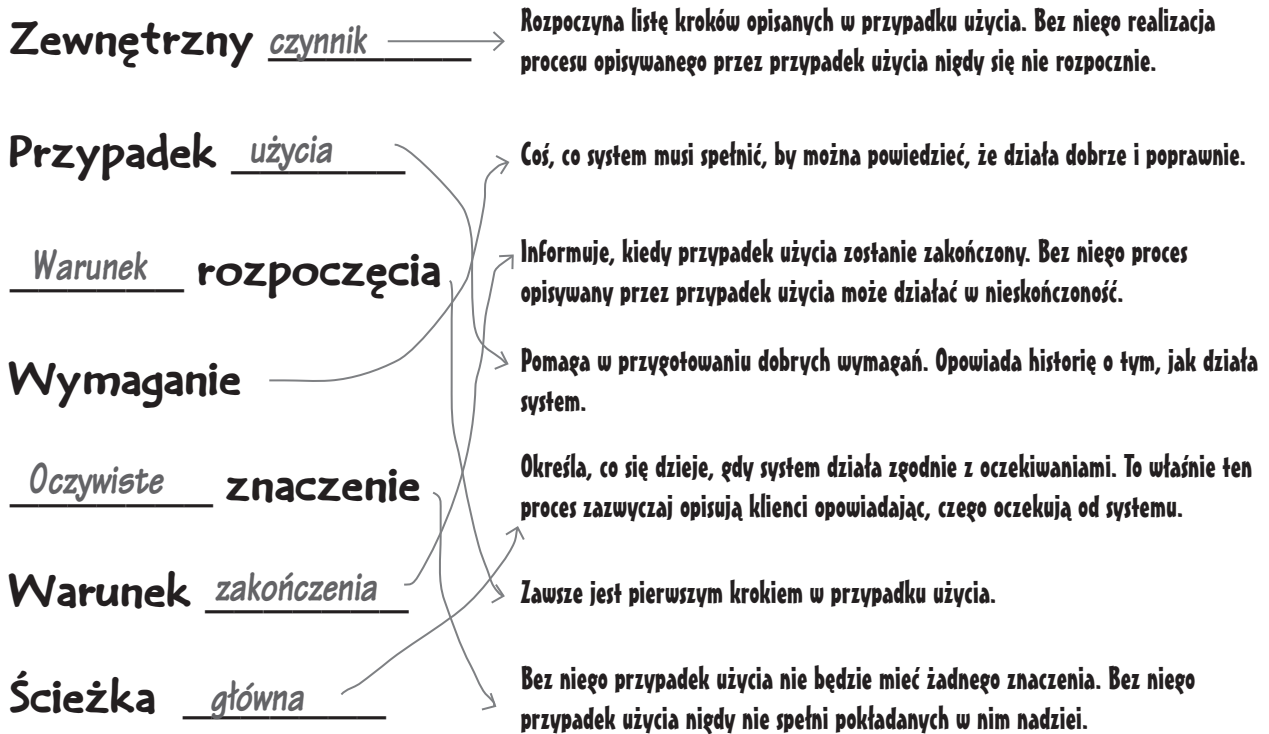 Zewnętrzny czynnik
Rozpoczyna listę kroków opisanych w przypadku użycia. Bez niego realizacja
procesu opisywanego przez przypadek użycia nigdy się nie rozpocznie.
Przypadek użycia
Coś, co system musi spełnić, by można powiedzieć, że działa dobrze i poprawnie.
Warunek rozpoczęcia
Informuje, kiedy przypadek użycia zostanie zakończony. Bez niego proces
opisywany przez przypadek użycia może działać w nieskończoność.
Wymaganie
Pomaga w przygotowaniu dobrych wymagań. Opowiada historię o tym, jak działa
system.
Oczywiste znaczenie
Określa, co się dzieje, gdy system działa zgodnie z oczekiwaniami. To właśnie ten
proces zazwyczaj opisują klienci opowiadając, czego oczekują od systemu.
Warunek zakończenia
Zawsze jest pierwszym krokiem w przypadku użycia.
Ścieżka główna
Bez niego przypadek użycia nie będzie mieć żadnego znaczenia. Bez niego
przypadek użycia nigdy nie spełni pokładanych w nim nadziei.